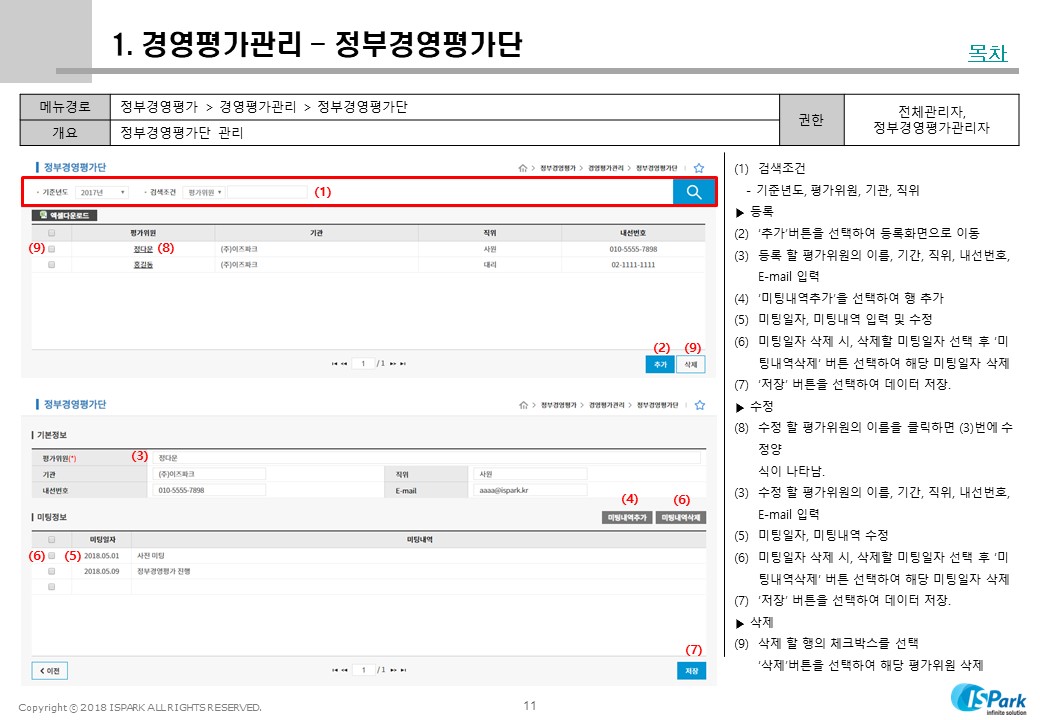 1. 경영평가관리 – 정부경영평가단
목차
메뉴경로 정부경영평가 > 경영평가관리 > 정부경영평가단
개요 정부경영평가단 관리
권한
전체관리자,
정부경영평가관리자
정부경영평가단
정부경영평가 > 경영평가관리 > 정부경영평가단
기준년도 2017년 검색조건 평가위원 (1)
엑셀다운로드
평가위원 기관 직위 내선번호
(9) 정다운 (8) (주)이즈파크 사원 010-5555-7898
홍길동 (주)이즈파크 대리 02-1111-1111
(2) (9)
1 / 1
추가 삭제
정부경영평가단
정부경영평가 > 경영평가관리 > 정부경영평가단
기본정보
평가위원(*) (3) 정다운
기관 (주)이즈파크 직위 사원
내선번호 010-5555-7898 E-mail aaaa@ispark.kr
(4) (6)
미팅정보 미팅내역추가 미팅내역삭제
미팅일자 미팅내역
(6) (5) 2018.05.01 사전 미팅
2018.05.09 정부경영평가 진행
(7)
이전 1 / 1 저장
(1) 검색조건
- 기준년도, 평가위원, 기관, 직위
▶ 등록
(2) ‘추가’버튼을 선택하여 등록화면으로 이동
(3) 등록 할 평가위원의 이름, 기간, 직위, 내선번호,
E-mail 입력
(4) ‘미팅내역추가’을 선택하여 행 추가
(5) 미팅일자, 미팅내역 입력 및 수정
(6) 미팅일자 삭제 시, 삭제할 미팅일자 선택 후 ‘미
팅내역삭제’ 버튼 선택하여 해당 미팅일자 삭제
(7) ‘저장’ 버튼을 선택하여 데이터 저장.
▶ 수정
(8) 수정 할 평가위원의 이름을 클릭하면 (3)번에 수
정양
식이 나타남.
(3) 수정 할 평가위원의 이름, 기간, 직위, 내선번호,
E-mail 입력
(5) 미팅일자, 미팅내역 수정
(6) 미팅일자 삭제 시, 삭제할 미팅일자 선택 후 ‘미
팅내역삭제’ 버튼 선택하여 해당 미팅일자 삭제
(7) ‘저장’ 버튼을 선택하여 데이터 저장.
▶ 삭제
(9) 삭제 할 행의 체크박스를 선택
‘삭제’버튼을 선택하여 해당 평가위원 삭제
Copyright ⓒ 2018 ISPARK ALL RIGHTS RESERVED.
11
ISPark
infinite solution